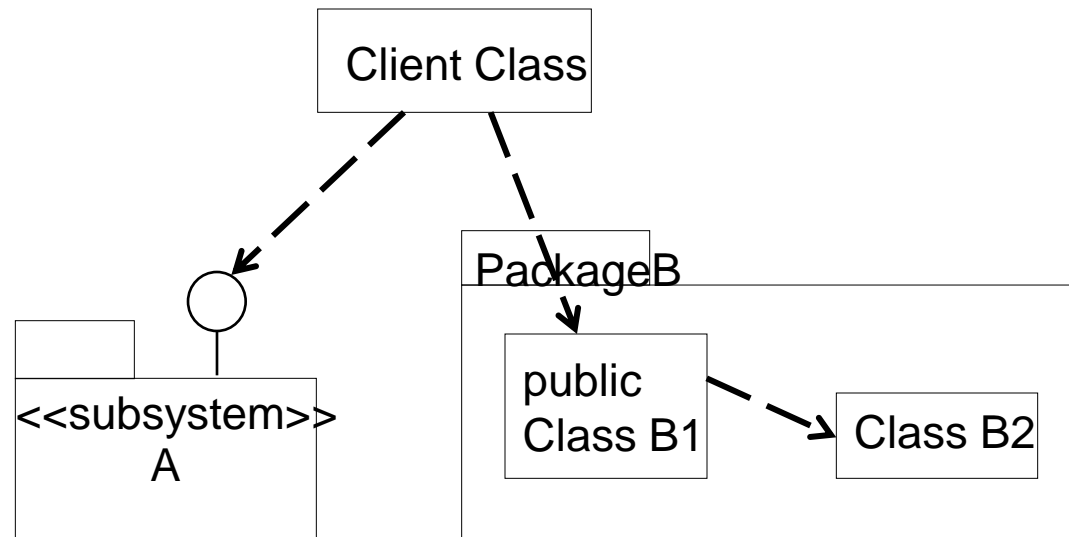 Client Class
PackageB
<<subsystem>>
A
public
Class B1
Class B2